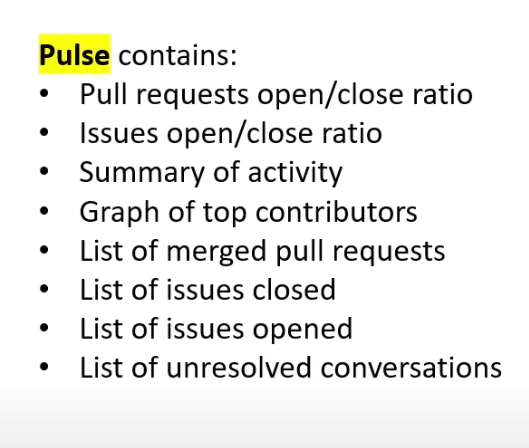 Pulse contains:
• Pull requests open/close ratio
• Issues open/close ratio
• Summary of activity
• Graph of top contributors
• List of merged pull requests
• List of issues closed
• List of issues opened
• List of unresolved conversations